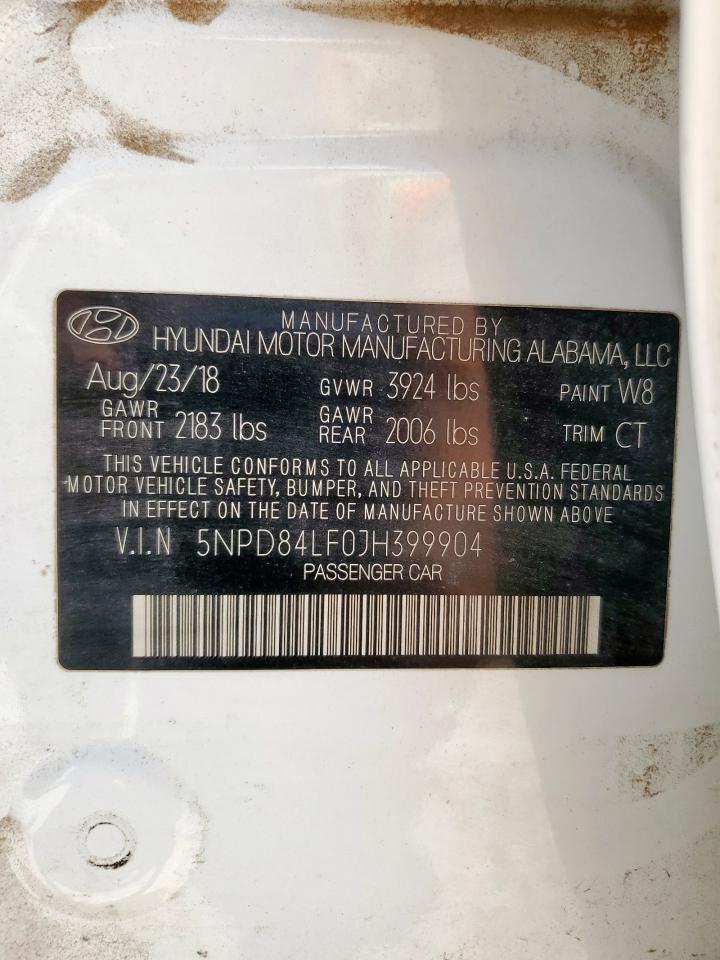 MANUFACTURED BY
HYUNDAI MOTOR MANUFACTURING ALABAMA, LLC
Aug/23/18 GVWR 3924 lbs PAINT W8
GAWR FRONT 2183 lbs GAWR REAR 2006 lbs TRIM CT
THIS VEHICLE CONFORMS TO ALL APPLICABLE U.S.A. FEDERAL
MOTOR VEHICLE SAFETY, BUMPER, AND THEFT PREVENTION STANDARDS
IN EFFECT ON THE DATE OF MANUFACTURE SHOWN ABOVE
V.I.N 5NPD84LF0JH399904
PASSENGER CAR